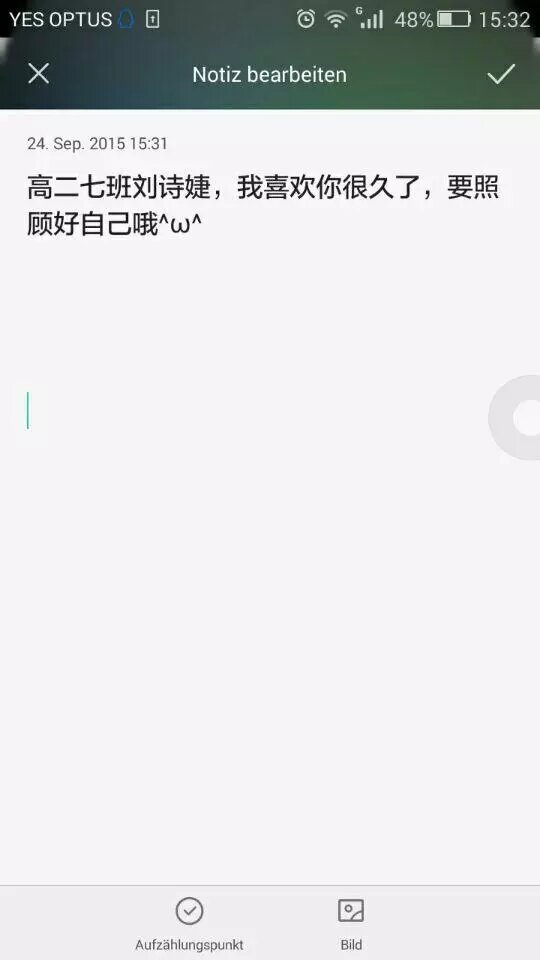 YES OPTUS G 48% 15:32
Notiz bearbeiten
24. Sep. 2015 15:31
高二七班刘诗婕，我喜欢你很久了，要照
顾好自己哦^ω^
Aufzählungspunkt Bild